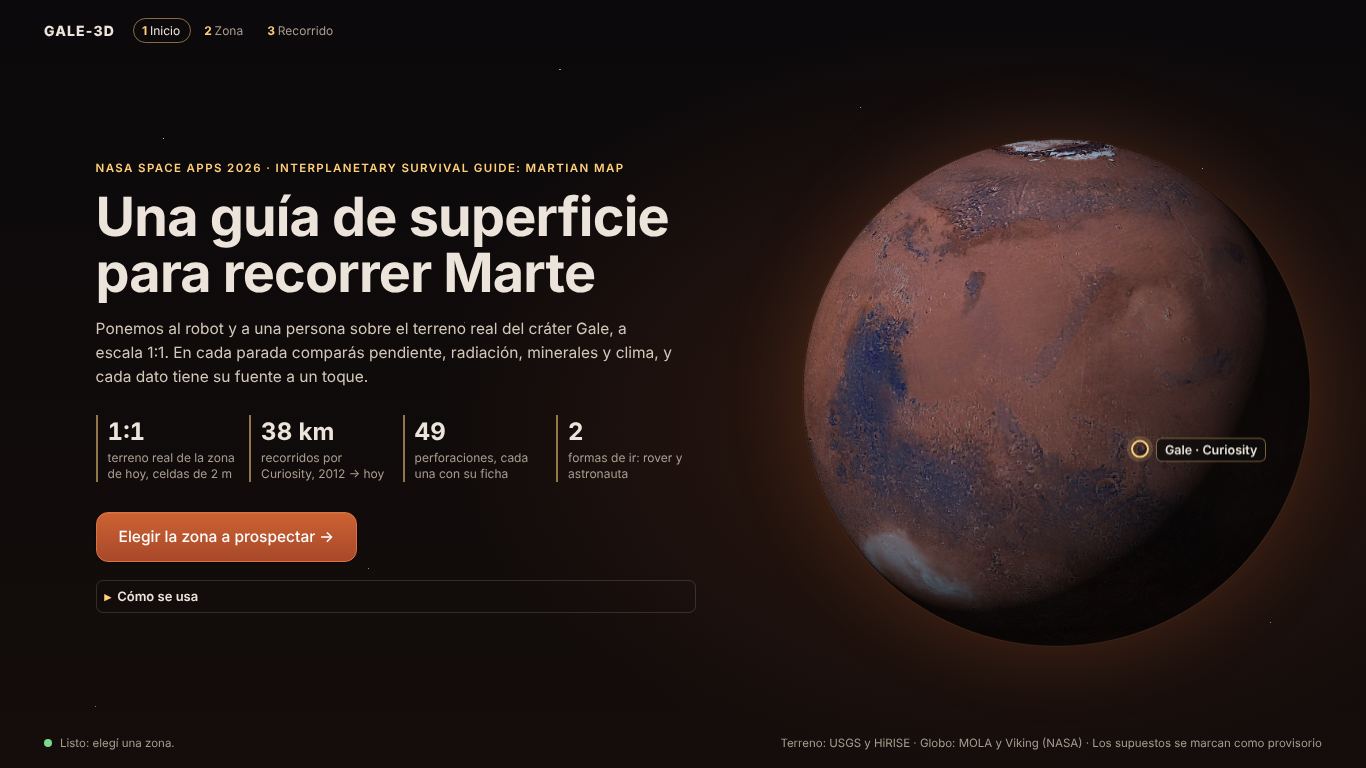 GALE-3D
1 Inicio
2 Zona
3 Recorrido
NASA SPACE APPS 2026 · INTERPLANETARY SURVIVAL GUIDE: MARTIAN MAP
Una guía de superficie
para recorrer Marte
Ponemos al robot y a una persona sobre el terreno real del cráter Gale, a
escala 1:1. En cada parada comparás pendiente, radiación, minerales y clima, y
cada dato tiene su fuente a un toque.
1:1
terreno real de la zona
de hoy, celdas de 2 m
38 km
recorridos por
Curiosity, 2012 → hoy
49
perforaciones, cada
una con su ficha
2
formas de ir: rover y
astronauta
Elegir la zona a prospectar →
▸ Cómo se usa
Gale · Curiosity
Listo: elegí una zona.
Terreno: USGS y HiRISE · Globo: MOLA y Viking (NASA) · Los supuestos se marcan como provisorio